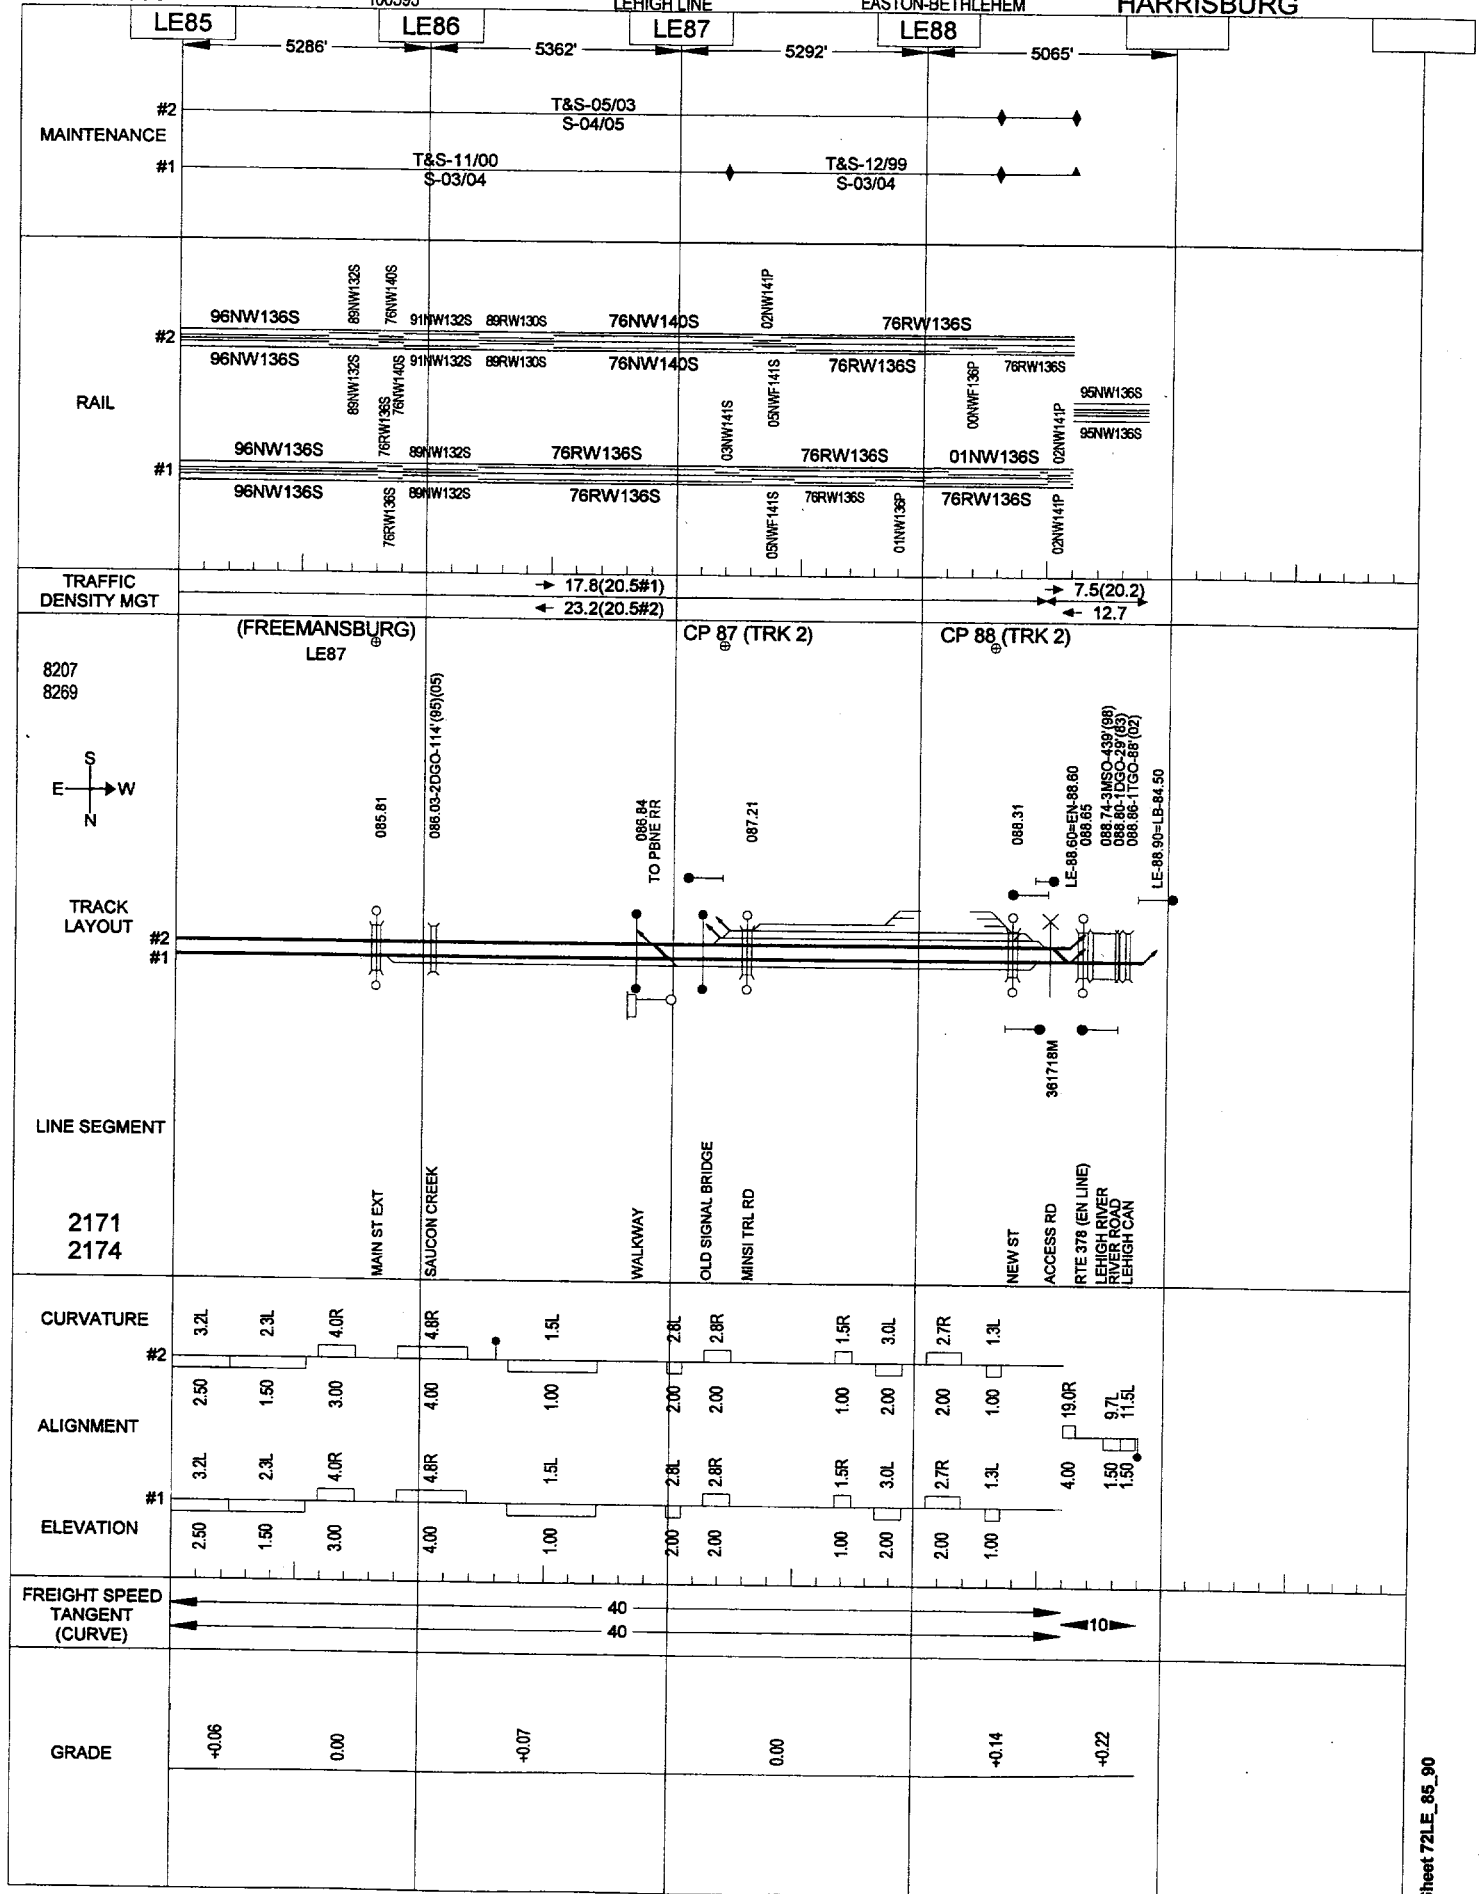 LEHIGH LINE
EASTON-BETHLEHEM
HARRISBURG
LE85
LE86
LE87
LE88
5286'
5362'
5292'
5065'
MAINTENANCE
#2
T&S-05/03
S-04/05
#1
T&S-11/00
S-03/04
T&S-12/99
S-03/04
RAIL
#2
96NW136S
89NW132S
76NW140S
91NW132S
89RW130S
76NW140S
02NW141P
76RW136S
96NW136S
89NW132S
76NW140S
91NW132S
89RW130S
76NW140S
05NWF141S
76RW136S
00NWF136P
76RW136S
95NW136S
95NW136S
#1
96NW136S
76RW136S
89NW132S
76RW136S
03NW141S
76RW136S
01NW136S
02NW141P
96NW136S
76RW136S
89NW132S
76RW136S
05NWF141S
76RW136S
01NW136P
76RW136S
02NW141P
TRAFFIC
DENSITY MGT
17.8(20.5#1)
23.2(20.5#2)
7.5(20.2)
12.7
(FREEMANSBURG)
LE87
CP 87 (TRK 2)
CP 88 (TRK 2)
8207
8269
S
E W
N
085.81
086.03-2DGO-114'(95)(05)
086.84
TO PBNE RR
087.21
088.31
LE-88.60=EN-88.60
088.65
088.74-3MSO-439'(98)
088.80-1DGO-29'(83)
088.86-1TGO-88'(02)
LE-88.90=LB-84.50
TRACK
LAYOUT
#2
#1
361718M
LINE SEGMENT
2171
2174
MAIN ST EXT
SAUCON CREEK
WALKWAY
OLD SIGNAL BRIDGE
MINSI TRL RD
NEW ST
ACCESS RD
RTE 378 (EN LINE)
LEHIGH RIVER
RIVER ROAD
LEHIGH CAN
CURVATURE
#2
3.2L
2.3L
4.0R
4.8R
1.5L
2.8L
2.8R
1.5R
3.0L
2.7R
1.3L
2.50
1.50
3.00
4.00
1.00
2.00
2.00
1.00
2.00
2.00
1.00
19.0R
9.7L
11.5L
4.00
1.50
1.50
ALIGNMENT
#1
3.2L
2.3L
4.0R
4.8R
1.5L
2.8L
2.8R
1.5R
3.0L
2.7R
1.3L
ELEVATION
2.50
1.50
3.00
4.00
1.00
2.00
2.00
1.00
2.00
2.00
1.00
FREIGHT SPEED
TANGENT
(CURVE)
40
40
10
GRADE
+0.06
0.00
+0.07
0.00
+0.14
+0.22
72LE_85_90